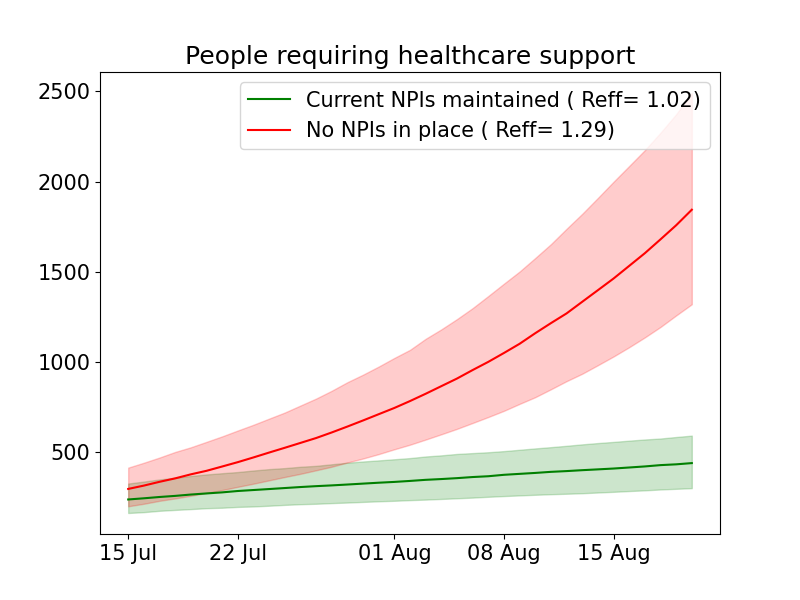 People requiring healthcare support
Current NPIs maintained ( Reff= 1.02)
No NPIs in place ( Reff= 1.29)
2500
2000
1500
1000
500
15 Jul 22 Jul 01 Aug 08 Aug 15 Aug